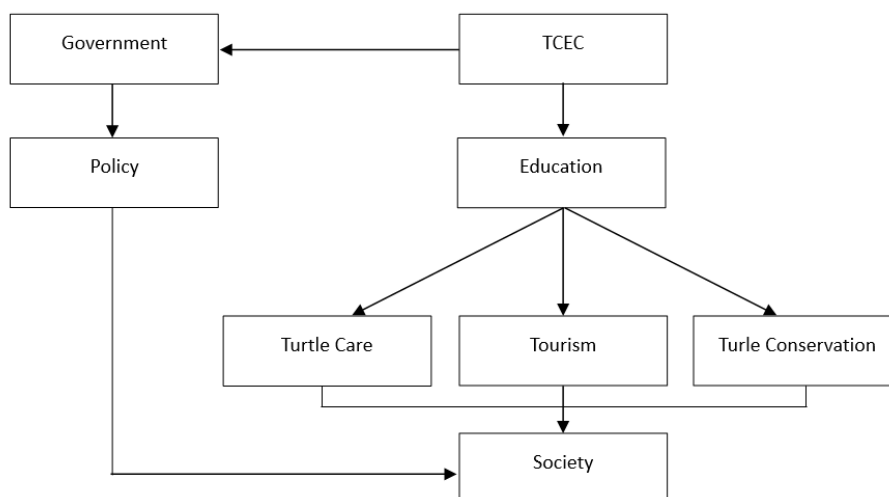 Government
TCEC
Policy
Education
Turtle Care
Tourism
Turle Conservation
Society